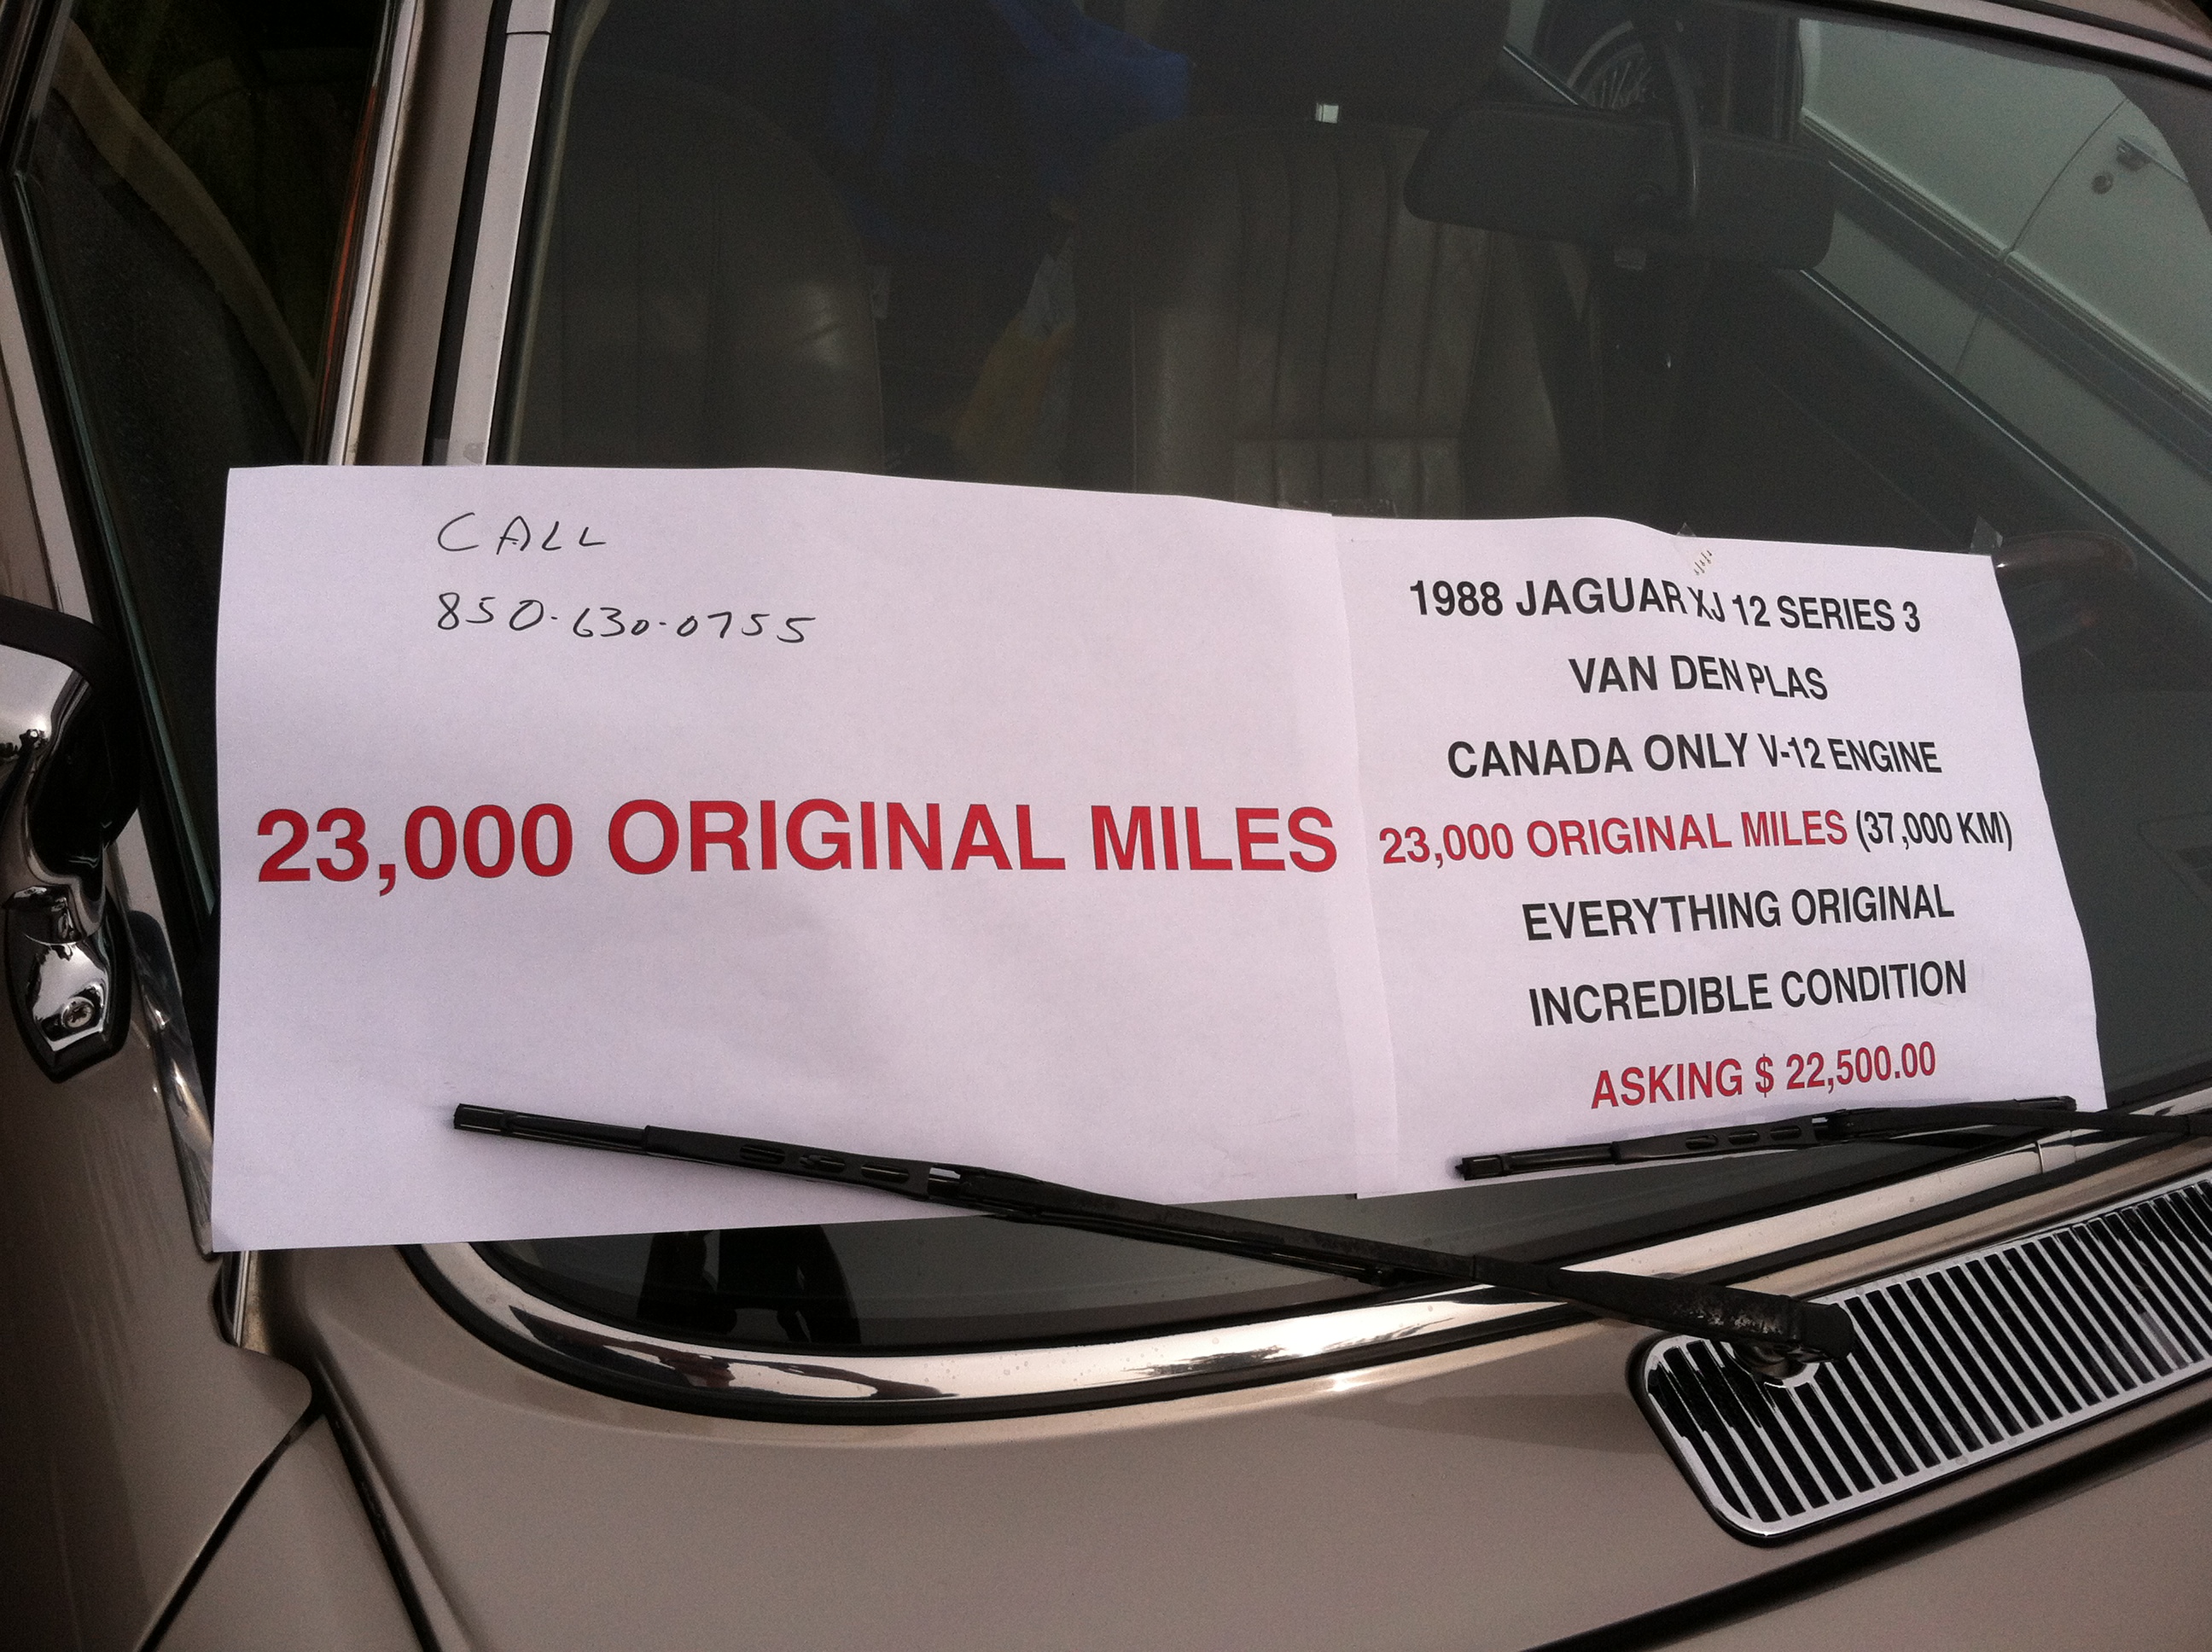 CALL
850-630-0755
23,000 ORIGINAL MILES
1988 JAGUAR XJ 12 SERIES 3
VAN DEN PLAS
CANADA ONLY V-12 ENGINE
23,000 ORIGINAL MILES (37,000 KM)
EVERYTHING ORIGINAL
INCREDIBLE CONDITION
ASKING $ 22,500.00